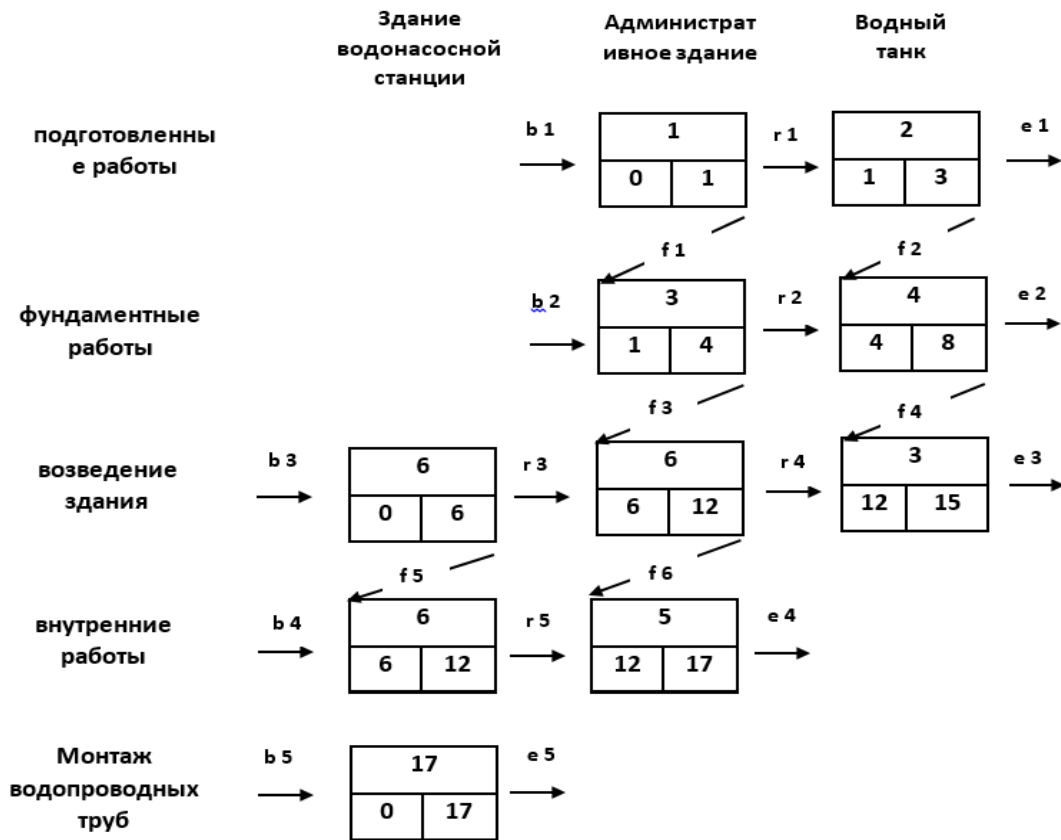 Здание
водонасосной
станции
Администрат
ивное здание
Водный
танк
подготовленны
е работы
b 1
1
0 1
r 1
2
1 3
e 1
f 1
f 2
фундаментные
работы
b 2
3
1 4
r 2
4
4 8
e 2
f 3
f 4
возведение
здания
b 3
6
0 6
r 3
6
6 12
r 4
3
12 15
e 3
f 5
f 6
внутренние
работы
b 4
6
6 12
r 5
5
12 17
e 4
Монтаж
водопроводных
труб
b 5
17
0 17
e 5